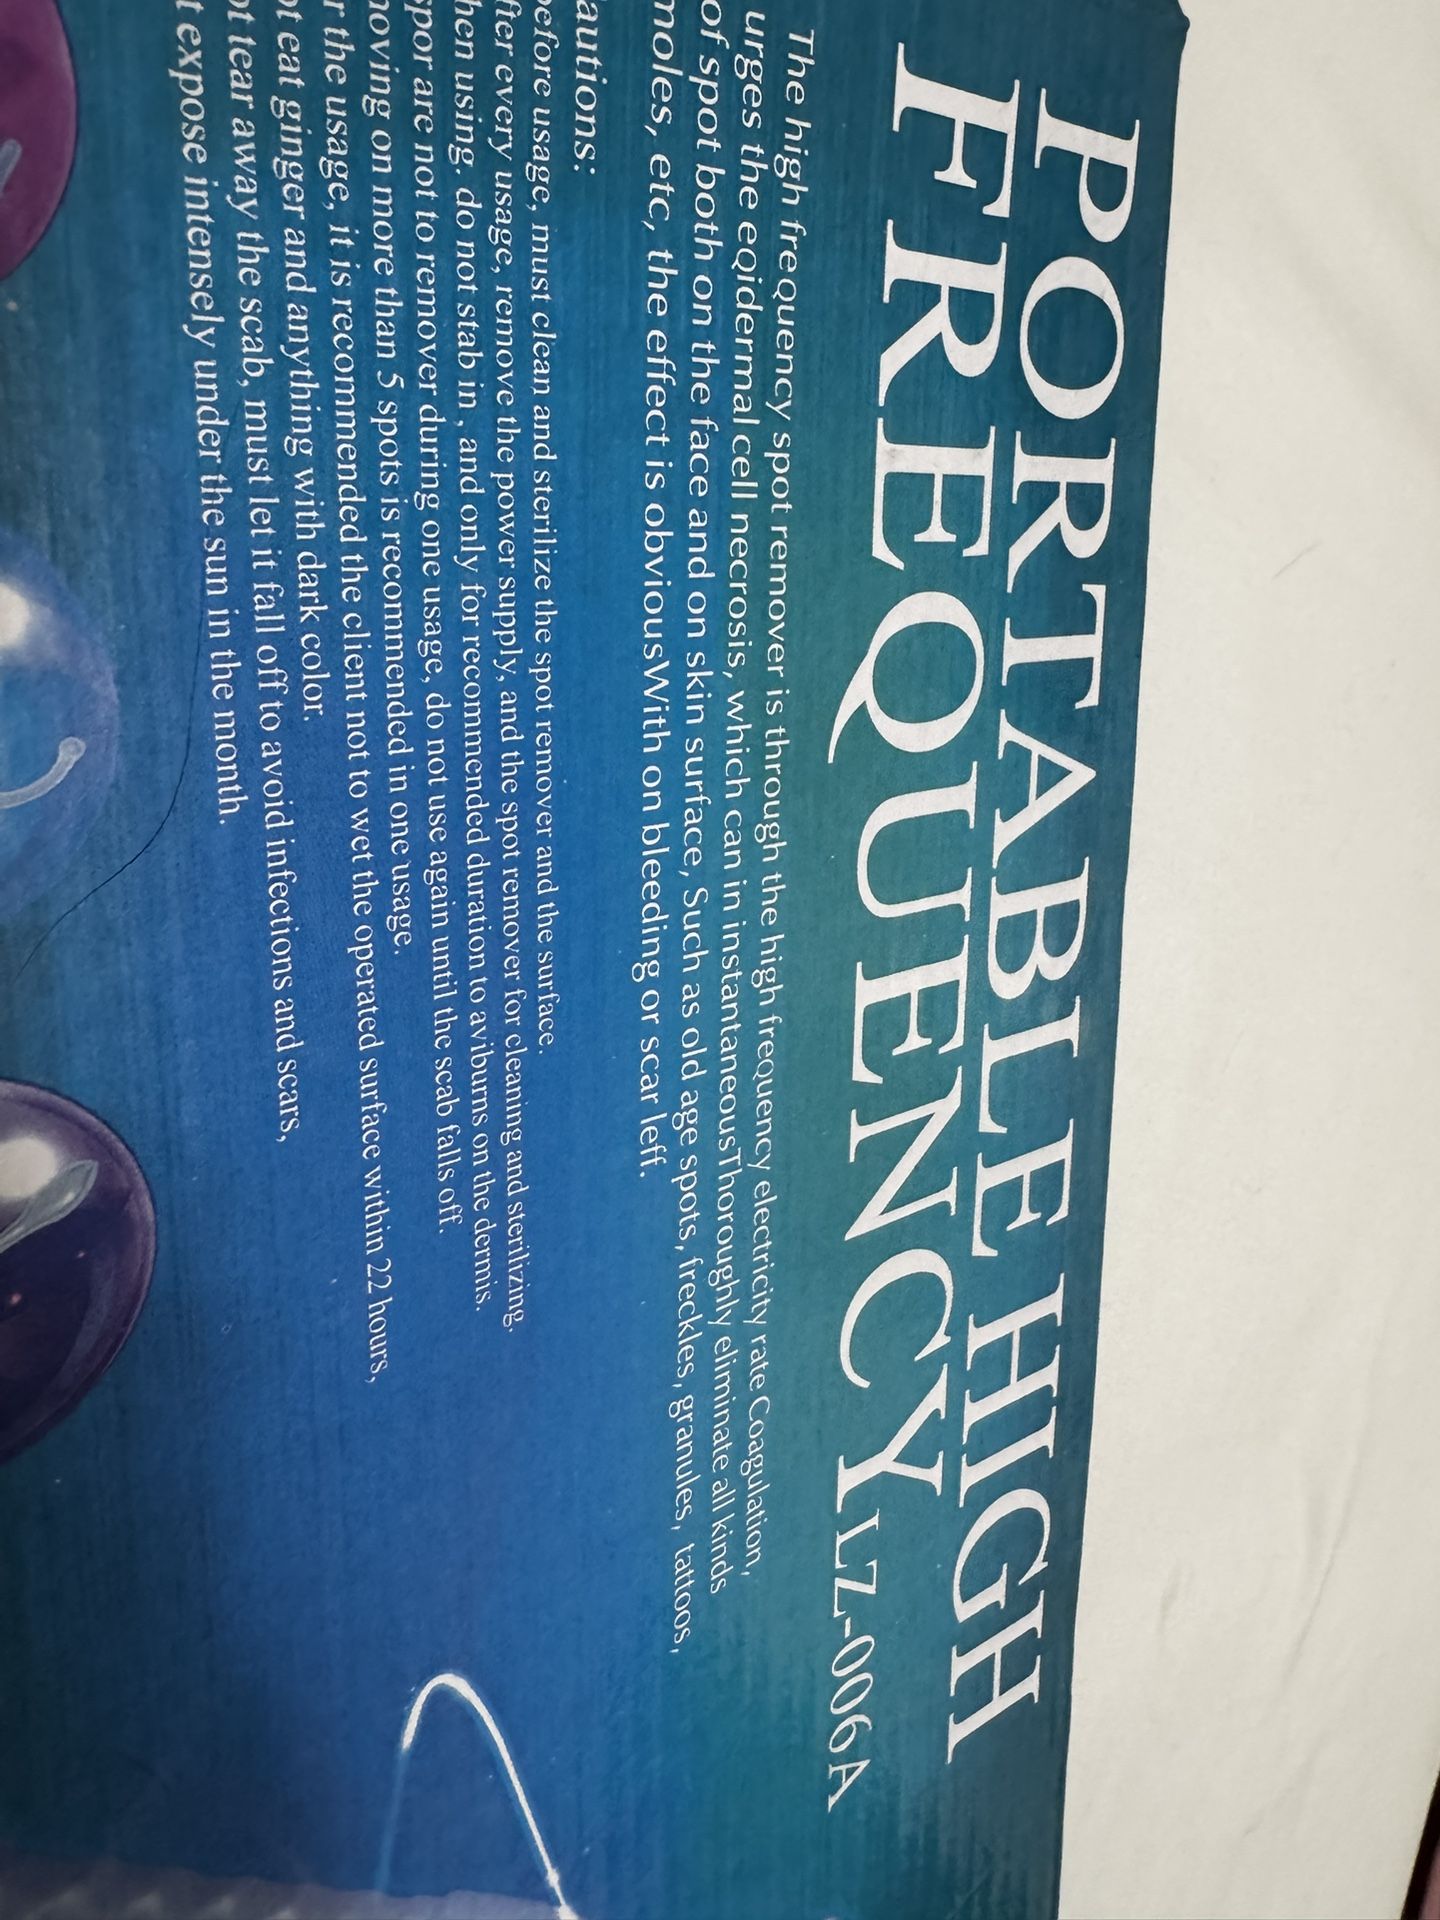 PORTABLE HIGH
FREQUENCY LZ-006A
The high frequency spot remover is through the high frequency electricity rate Coagulation,
urges the eqidermal cell necrosis, which can in instantaneousThoroughly eliminate all kinds
of spot both on the face and on skin surface, Such as old age spots, freckles, granules, tattoos,
moles, etc, the effect is obviousWith on bleeding or scar leff.
autions:
efore usage, must clean and sterilize the spot remover and the surface.
fter every usage, remove the power supply, and the spot remover for cleaning and sterilizing.
hen using. do not stab in, and only for recommended duration to aviburns on the dermis.
spor are not to remover during one usage, do not use again until the scab falls off.
noving on more than 5 spots is recommended in one usage.
r the usage, it is recommended the client not to wet the operated surface within 22 hours,
ot eat ginger and anything with dark color.
ot tear away the scab, must let it fall off to avoid infections and scars,
t expose intensely under the sun in the month.